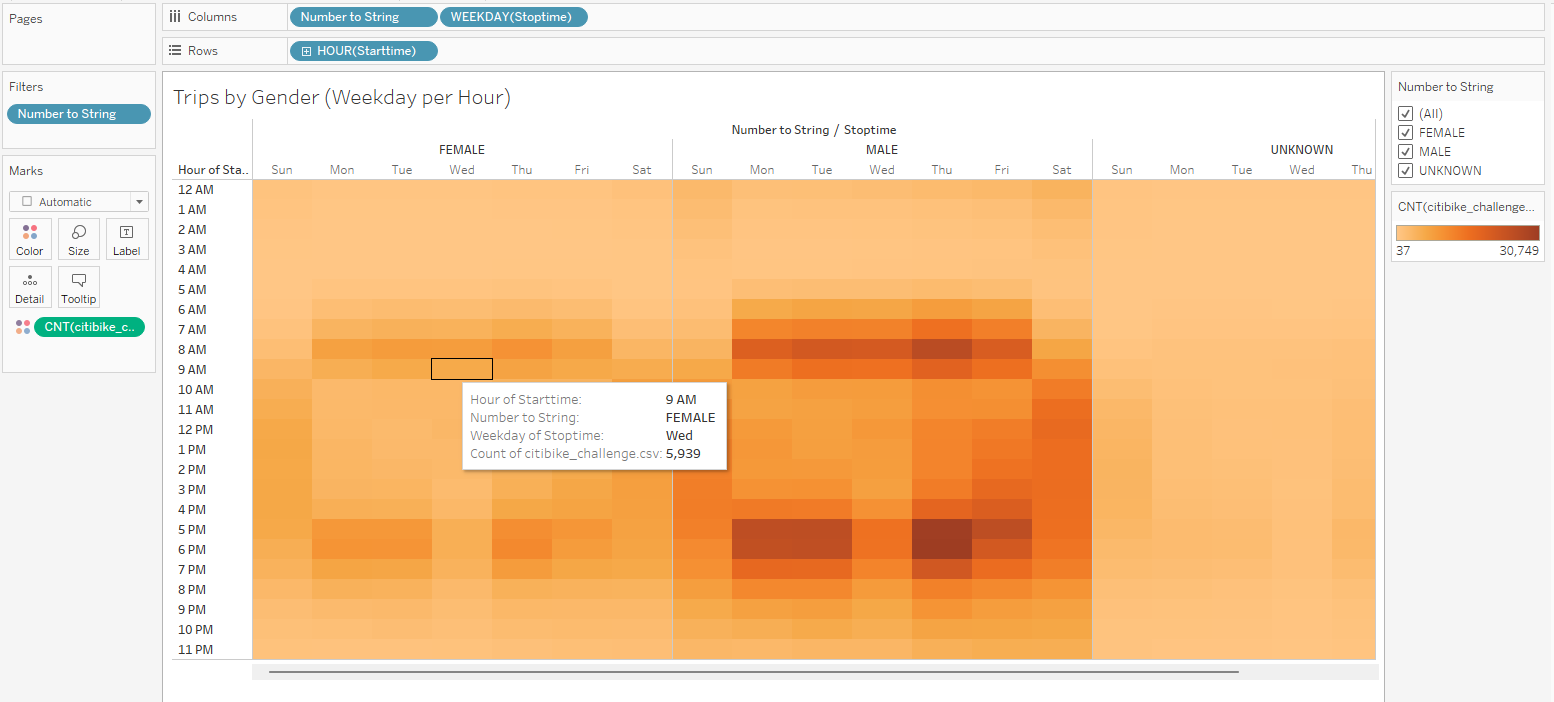 Pages
Columns Number to String WEEKDAY(Stoptime)
Rows HOUR(Starttime)
Filters
Number to String
Marks
Automatic
Color Size Label
Detail Tooltip
CNT(citibike_c..
Trips by Gender (Weekday per Hour)
Number to String / Stoptime
FEMALE MALE UNKNOWN
Hour of Sta.. Sun Mon Tue Wed Thu Fri Sat Sun Mon Tue Wed Thu Fri Sat Sun Mon Tue Wed Thu
12 AM
1 AM
2 AM
3 AM
4 AM
5 AM
6 AM
7 AM
8 AM
9 AM
10 AM
11 AM
12 PM
1 PM
2 PM
3 PM
4 PM
5 PM
6 PM
7 PM
8 PM
9 PM
10 PM
11 PM
Hour of Starttime: 9 AM
Number to String: FEMALE
Weekday of Stoptime: Wed
Count of citibike_challenge.csv: 5,939
Number to String
(All)
FEMALE
MALE
UNKNOWN
CNT(citibike_challenge...
37 30,749